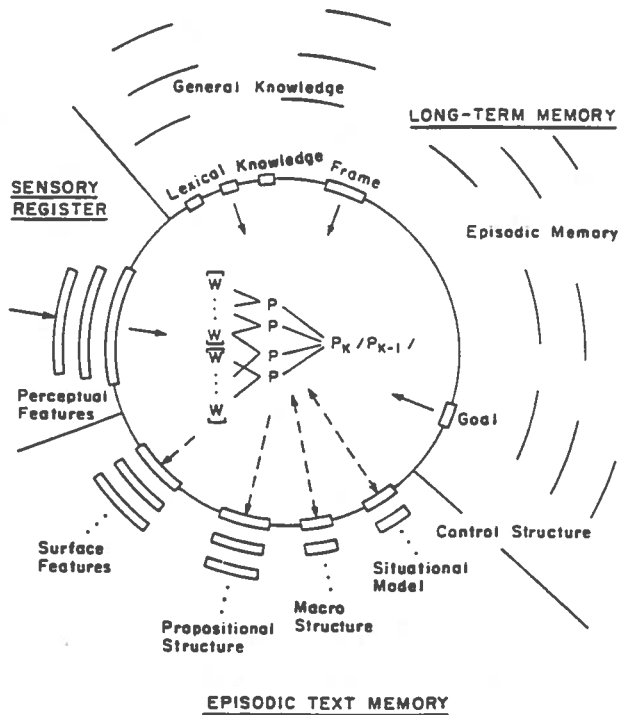 General Knowledge
LONG-TERM MEMORY
Lexical Knowledge
Frame
SENSORY
REGISTER
Episodic Memory
W
W
W
W
P
P
P
P
PK /PK-1/
Perceptual
Features
Goal
Control Structure
Surface
Features
Situational
Model
Macro
Structure
Propositional
Structure
EPISODIC TEXT MEMORY